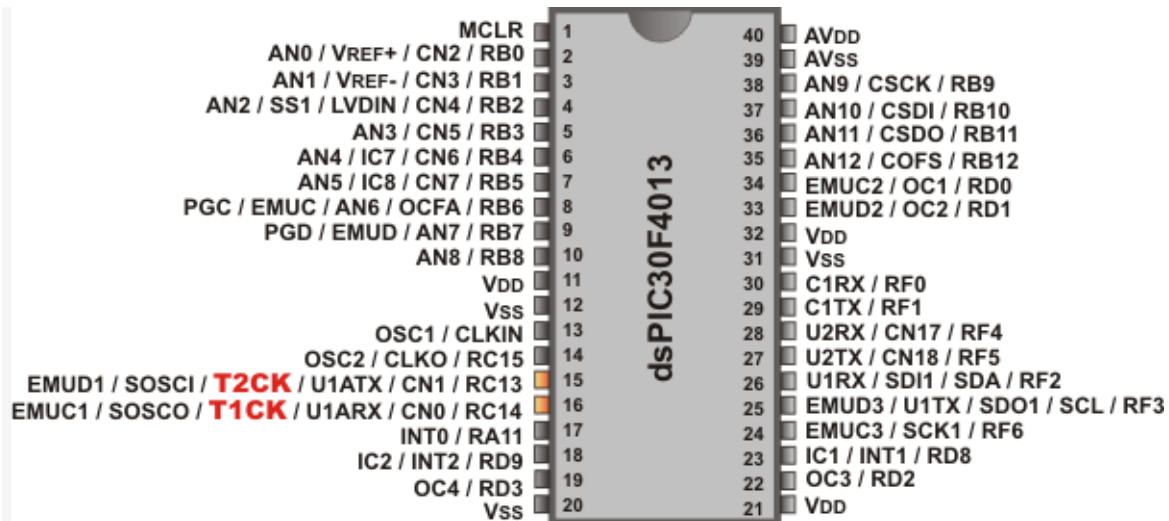 MCLR 1
AN0 / VREF+ / CN2 / RB0 2
AN1 / VREF- / CN3 / RB1 3
AN2 / SS1 / LVDIN / CN4 / RB2 4
AN3 / CN5 / RB3 5
AN4 / IC7 / CN6 / RB4 6
AN5 / IC8 / CN7 / RB5 7
PGC / EMUC / AN6 / OCFA / RB6 8
PGD / EMUD / AN7 / RB7 9
AN8 / RB8 10
VDD 11
VSS 12
OSC1 / CLKIN 13
OSC2 / CLKO / RC15 14
EMUD1 / SOSCI / T2CK / U1ATX / CN1 / RC13 15
EMUC1 / SOSCO / T1CK / U1ARX / CN0 / RC14 16
INT0 / RA11 17
IC2 / INT2 / RD9 18
OC4 / RD3 19
VSS 20
dsPIC30F4013
40 AVDD
39 AVSS
38 AN9 / CSCK / RB9
37 AN10 / CSDI / RB10
36 AN11 / CSDO / RB11
35 AN12 / COFS / RB12
34 EMUC2 / OC1 / RD0
33 EMUD2 / OC2 / RD1
32 VDD
31 VSS
30 C1RX / RF0
29 C1TX / RF1
28 U2RX / CN17 / RF4
27 U2TX / CN18 / RF5
26 U1RX / SDI1 / SDA / RF2
25 EMUD3 / U1TX / SDO1 / SCL / RF3
24 EMUC3 / SCK1 / RF6
23 IC1 / INT1 / RD8
22 OC3 / RD2
21 VDD